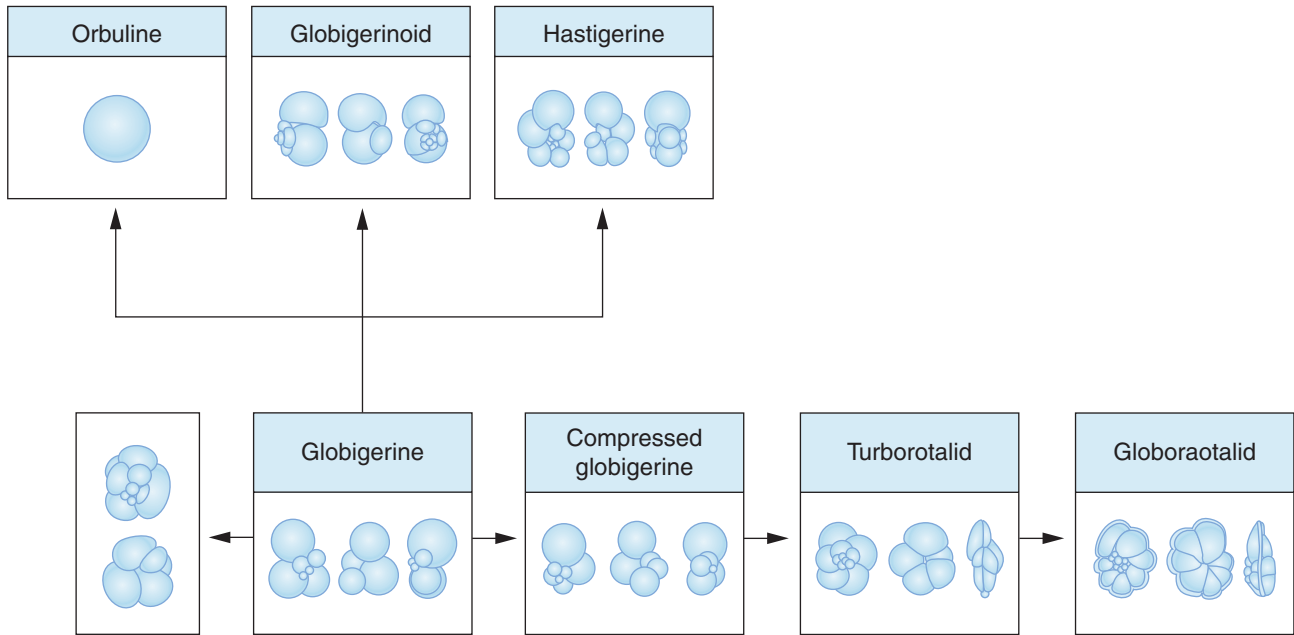 Orbuline
Globigerinoid
Hastigerine
Globigerine
Compressed
globigerine
Turborotalid
Globoraotalid